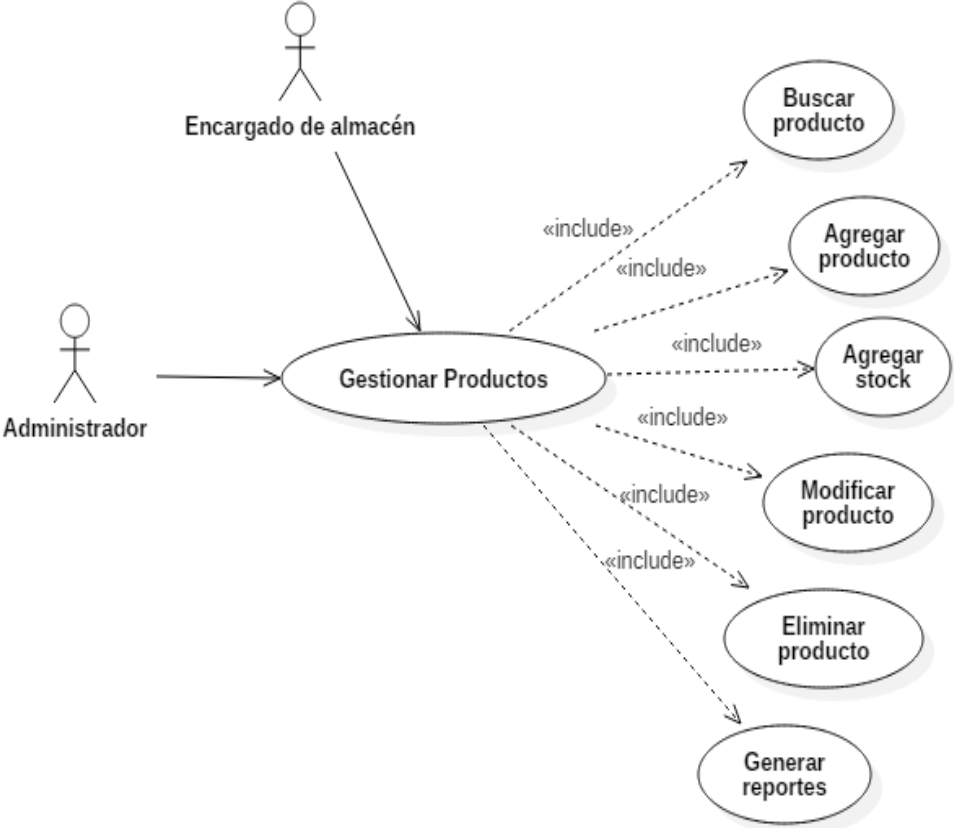 Encargado de almacén
Buscar
producto
«include»
Agregar
producto
«include»
Administrador
Gestionar Productos
«include»
Agregar
stock
«include»
Modificar
producto
«include»
Eliminar
producto
«include»
Generar
reportes